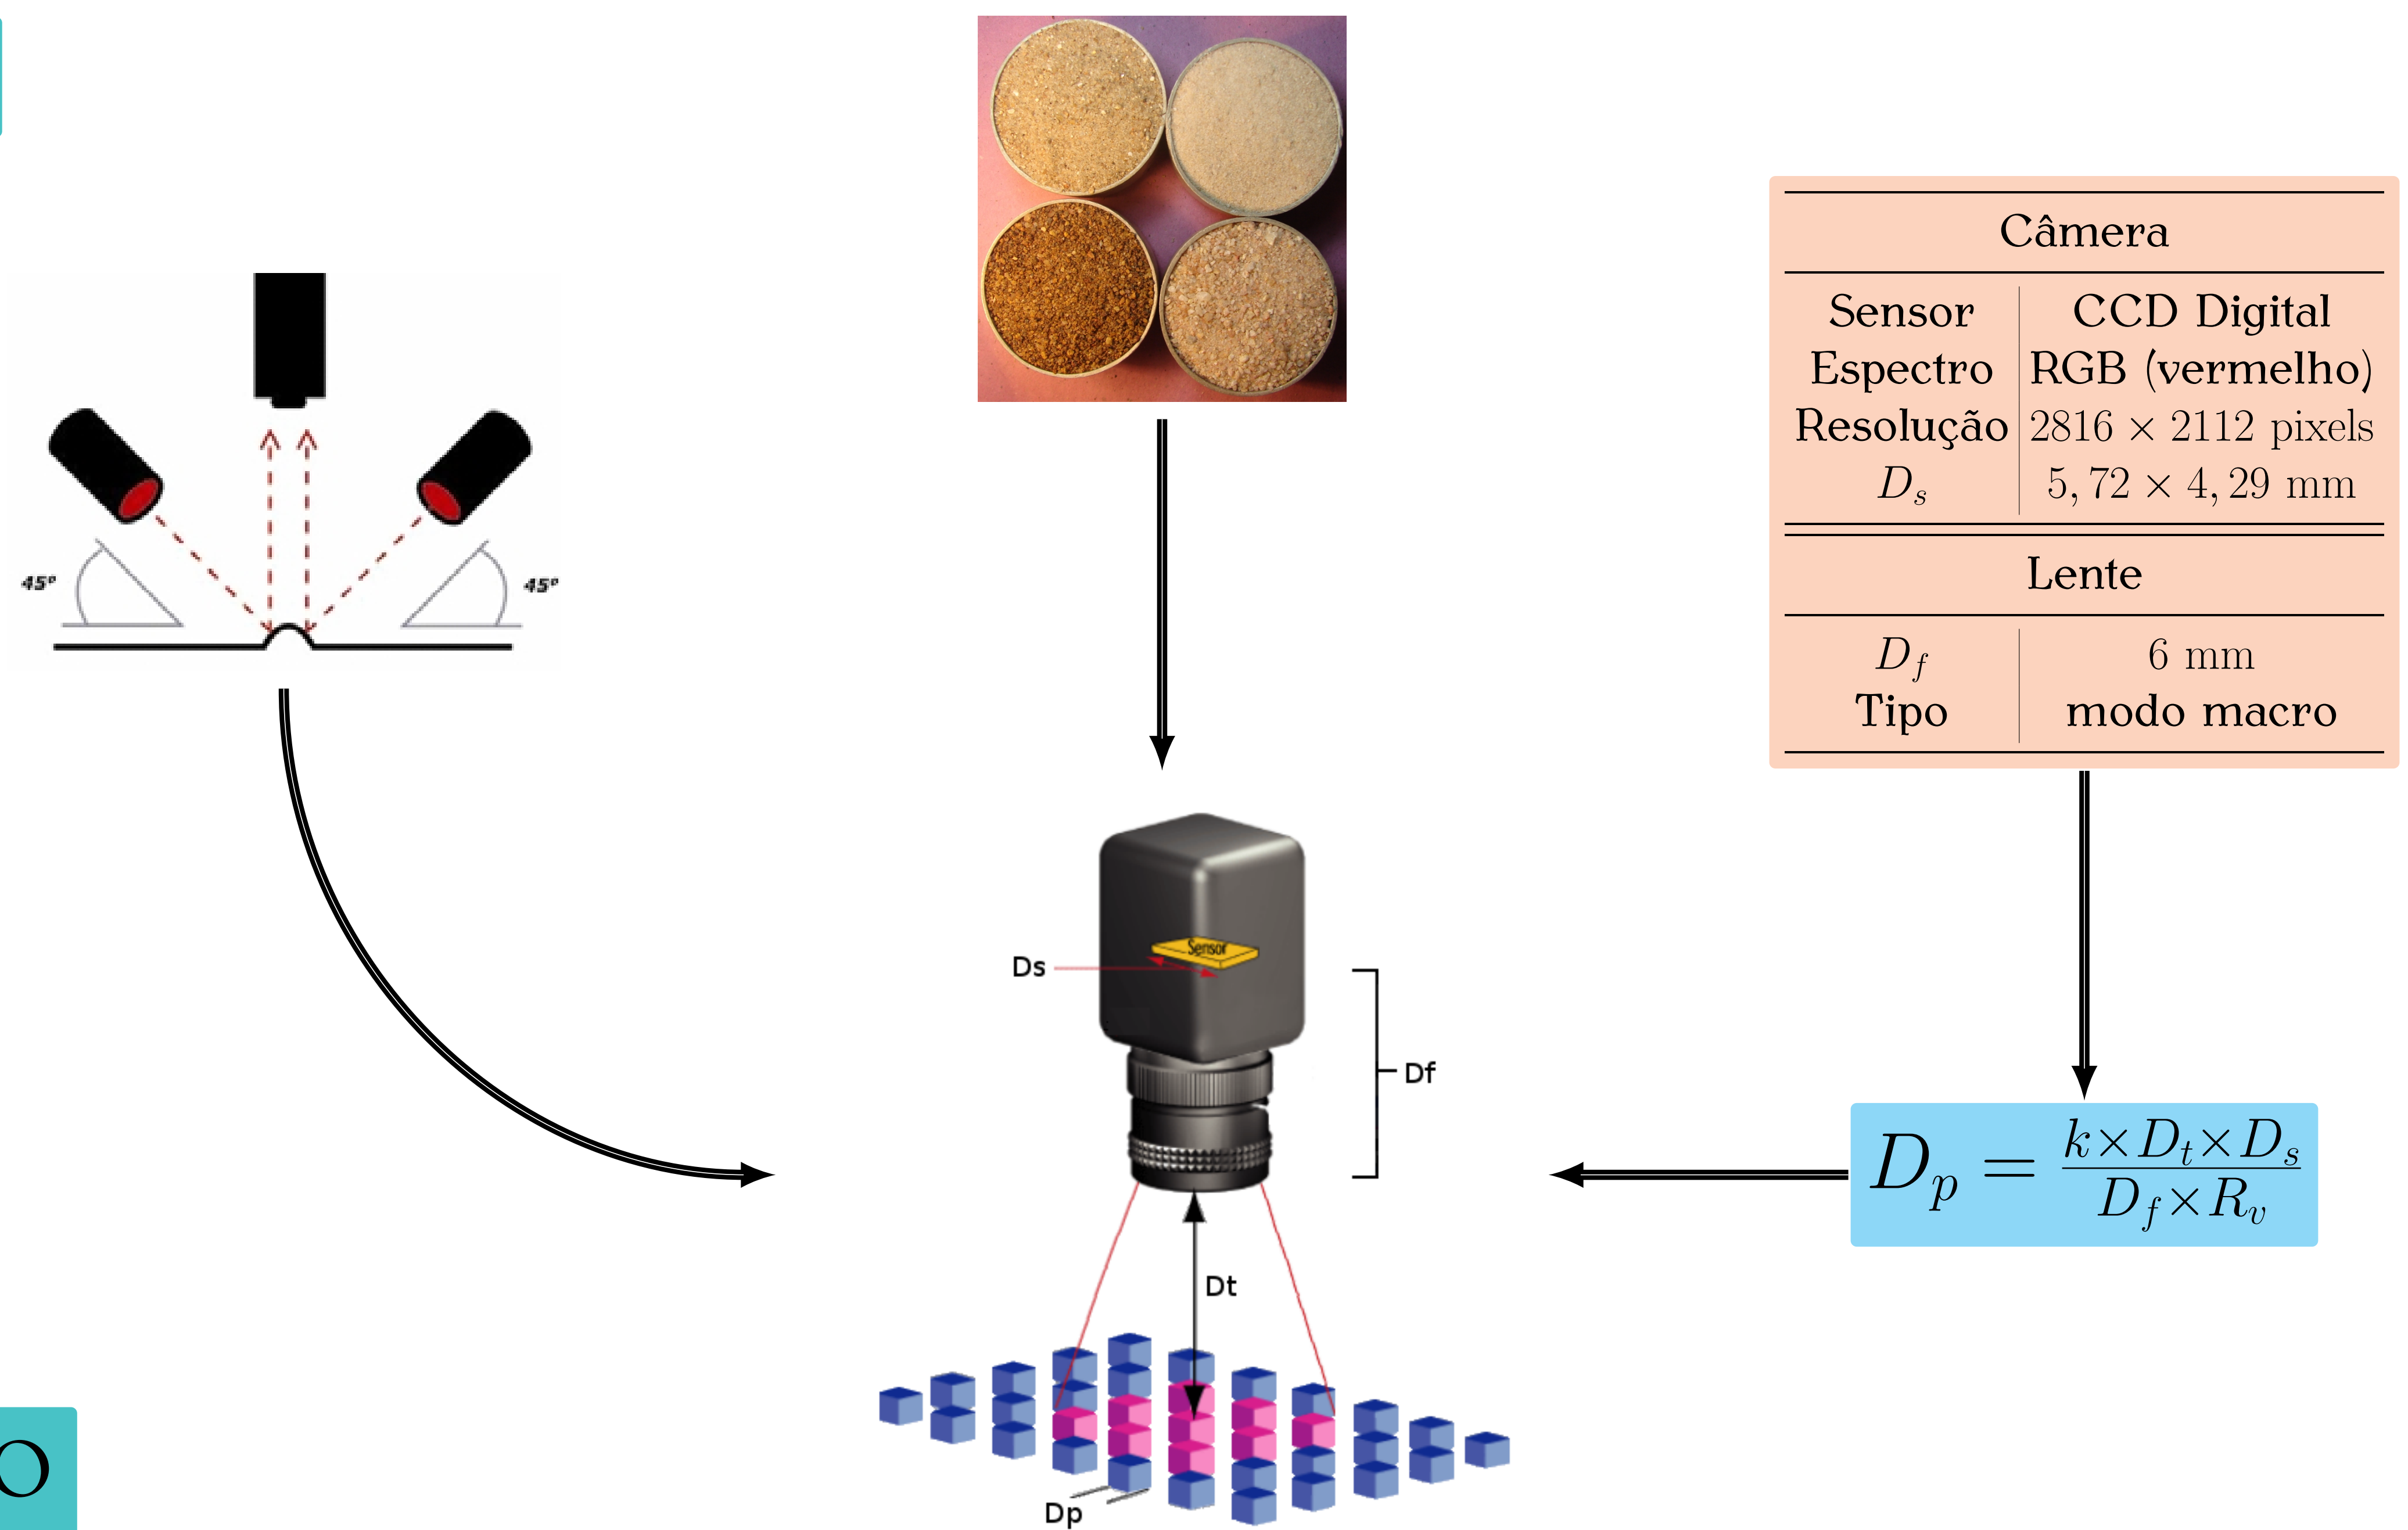 Câmera
Sensor CCD Digital
Espectro RGB (vermelho)
Resolução 2816 × 2112 pixels
D_s 5, 72 × 4, 29 mm
Lente
D_f 6 mm
Tipo modo macro
45º 45º
Sensor
Ds
Df
D_p = \frac{k×D_t×D_s}{D_f×R_v}
Dt
Dp
O